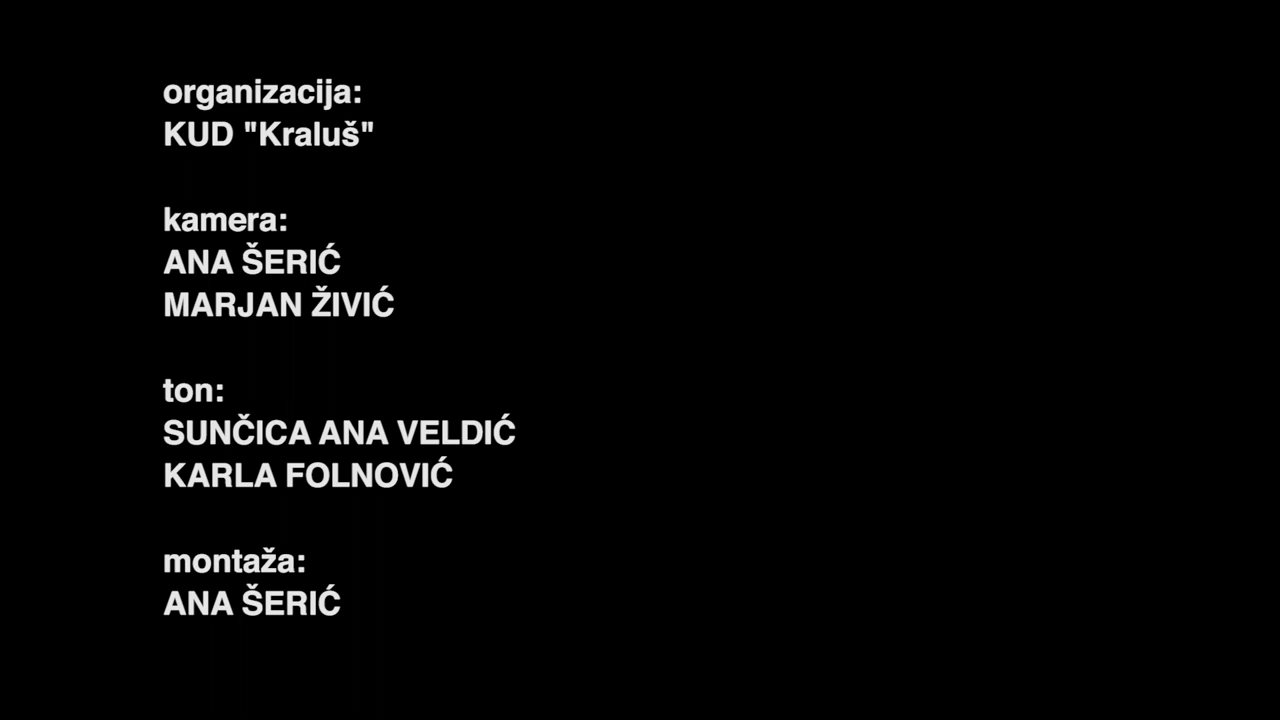 organizacija:
KUD "Kraluš"
kamera:
ANA ŠERIĆ
MARJAN ŽIVIĆ
ton:
SUNČICA ANA VELDIĆ
KARLA FOLNOVIĆ
montaža:
ANA ŠERIĆ